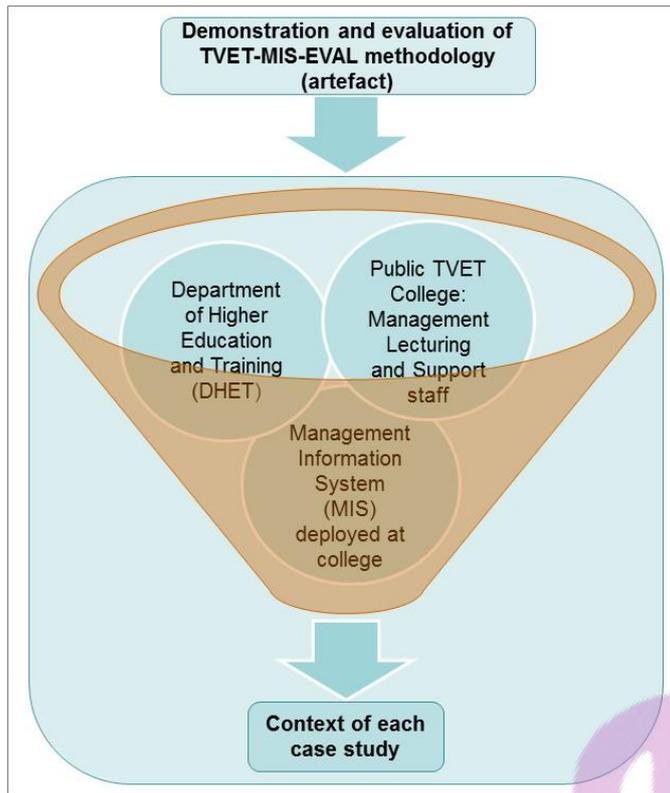 Demonstration and evaluation of
TVET-MIS-EVAL methodology
(artefact)
Department
of Higher
Education
and Training
(DHET)
Public TVET
College:
Management
Lecturing
and Support
staff
Management
Information
System
(MIS)
deployed at
college
Context of each
case study